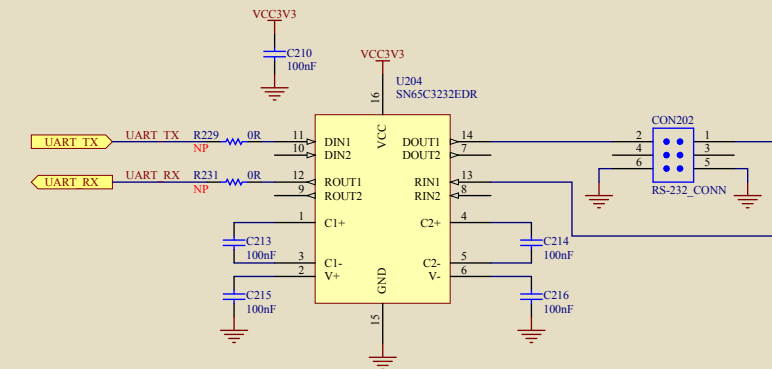 VCC3V3
C210
100nF
VCC3V3
U204
SN65C3232EDR
16
VCC
UART_TX UART_TX R229 0R 11 DIN1 DOUT1 14 2 CON202 1
NP 10 DIN2 DOUT2 7 4 3
UART_RX UART_RX R231 0R 12 ROUT1 RIN1 13 6 5
NP 9 ROUT2 RIN2 8 RS-232_CONN
1 C1+ C2+ 4
C213 C214
100nF 100nF
3 C1- C2- 5
2 V+ V- 6
GND
C215 C216
100nF 100nF
15